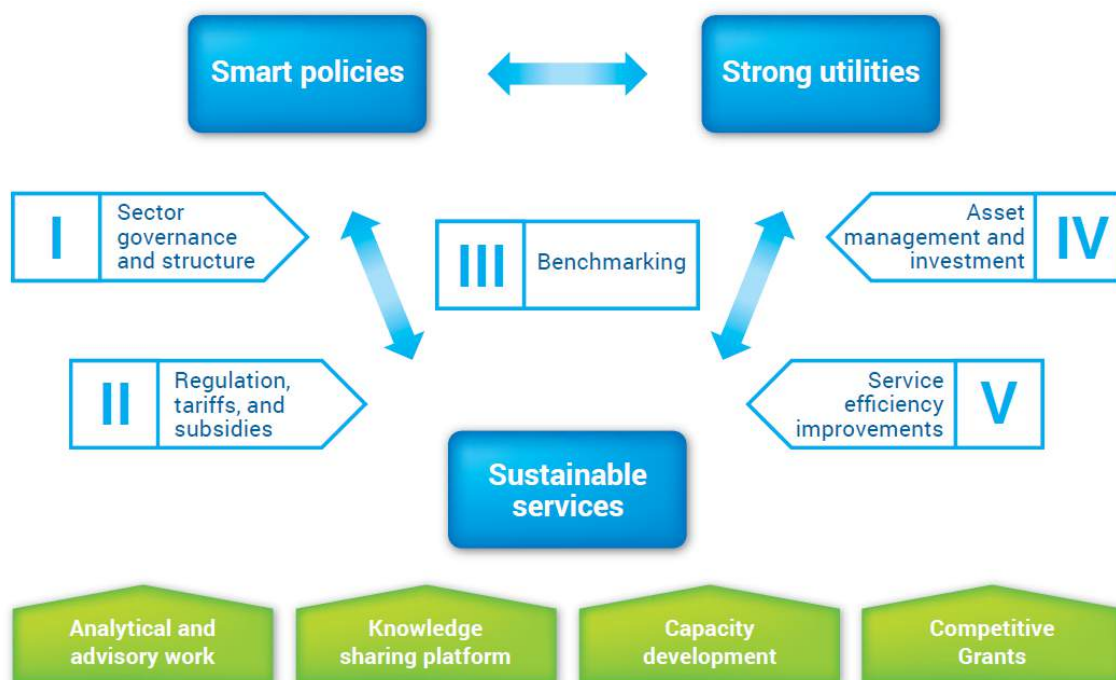 Smart policies
Strong utilities
I
Sector
governance
and structure
III
Benchmarking
Asset
management and
investment
IV
II
Regulation,
tariffs, and
subsidies
Service
efficiency
improvements
V
Sustainable
services
Analytical and
advisory work
Knowledge
sharing platform
Capacity
development
Competitive
Grants